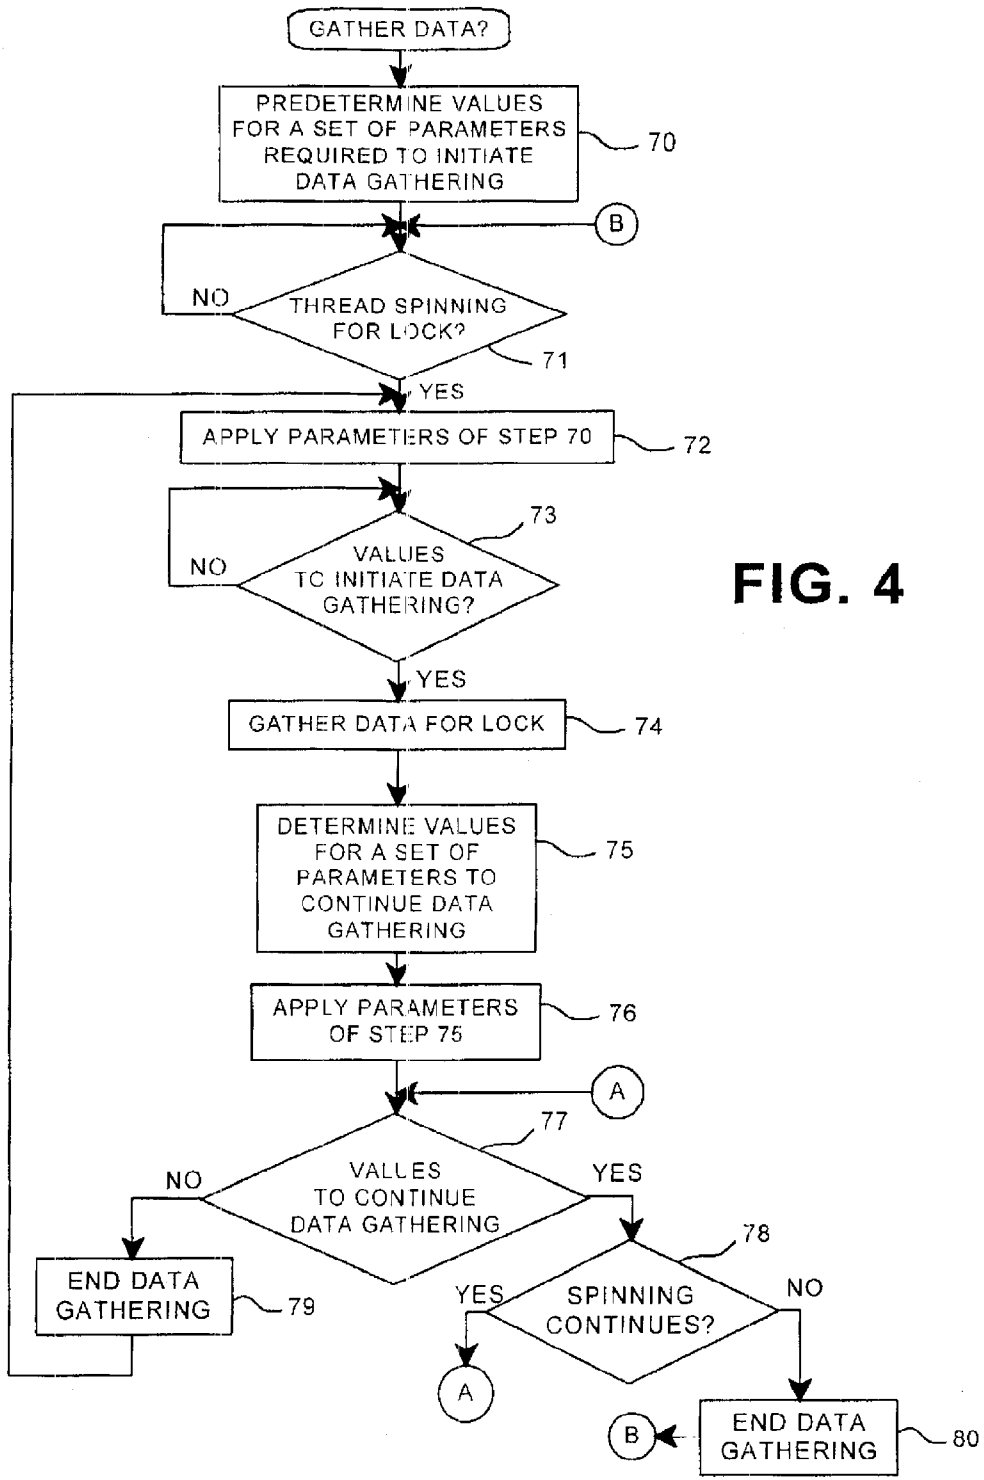 GATHER DATA?
PREDETERMINE VALUES
FOR A SET OF PARAMETERS
REQUIRED TO INITIATE
DATA GATHERING
70
B
NO
THREAD SPINNING
FOR LOCK?
71
YES
APPLY PARAMETERS OF STEP 70
72
73
NO
VALUES
TO INITIATE DATA
GATHERING?
FIG. 4
YES
GATHER DATA FOR LOCK
74
DETERMINE VALUES
FOR A SET OF
PARAMETERS TO
CONTINUE DATA
GATHERING
75
APPLY PARAMETERS
OF STEP 75
76
A
77
NO
VALUES
TO CONTINUE
DATA GATHERING
YES
78
END DATA
GATHERING
79
YES
SPINNING
CONTINUES?
NO
A
B
END DATA
GATHERING
80